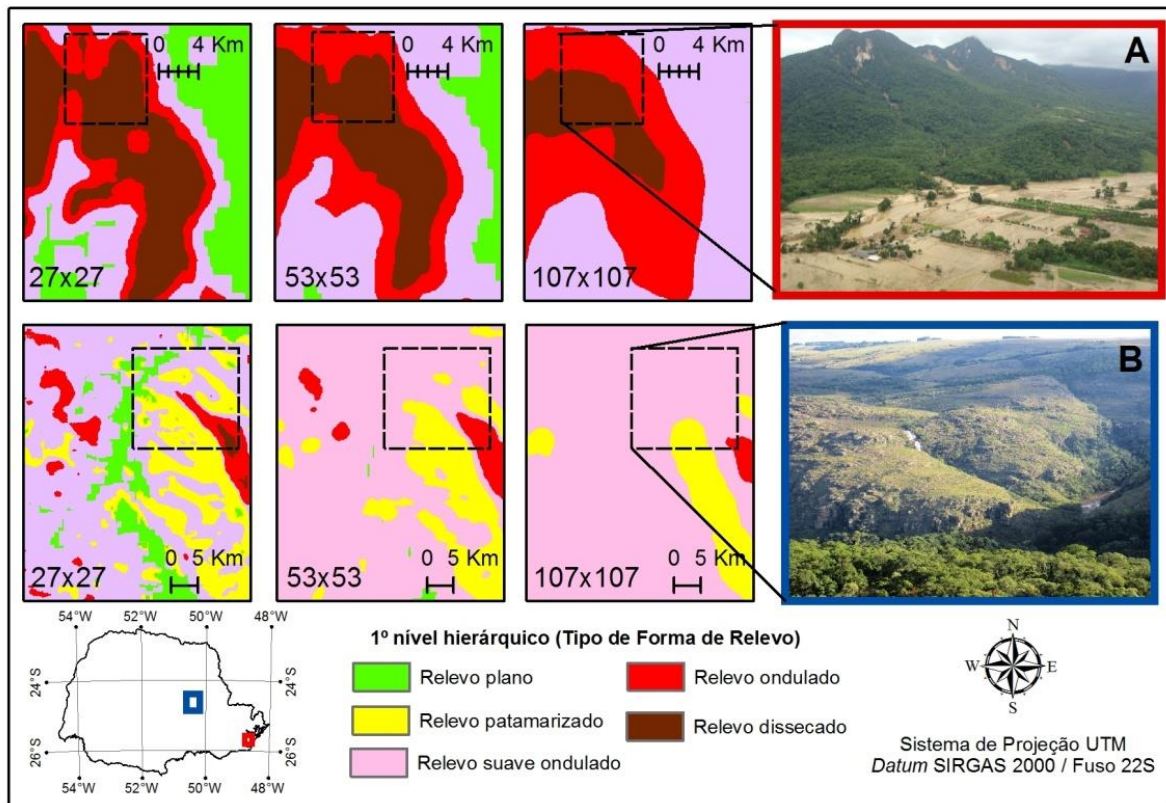 0 4 Km
27x27
0 4 Km
53x53
0 4 Km
107x107
A
27x27
0 5 Km
53x53
0 5 Km
107x107
0 5 Km
B
54°W 52°W 50°W 48°W
24°S
26°S
24°S
26°S
54°W 52°W 50°W 48°W
1º nível hierárquico (Tipo de Forma de Relevo)
Relevo plano
Relevo patamarizado
Relevo suave ondulado
Relevo ondulado
Relevo dissecado
N
W E
S
Sistema de Projeção UTM
Datum SIRGAS 2000 / Fuso 22S